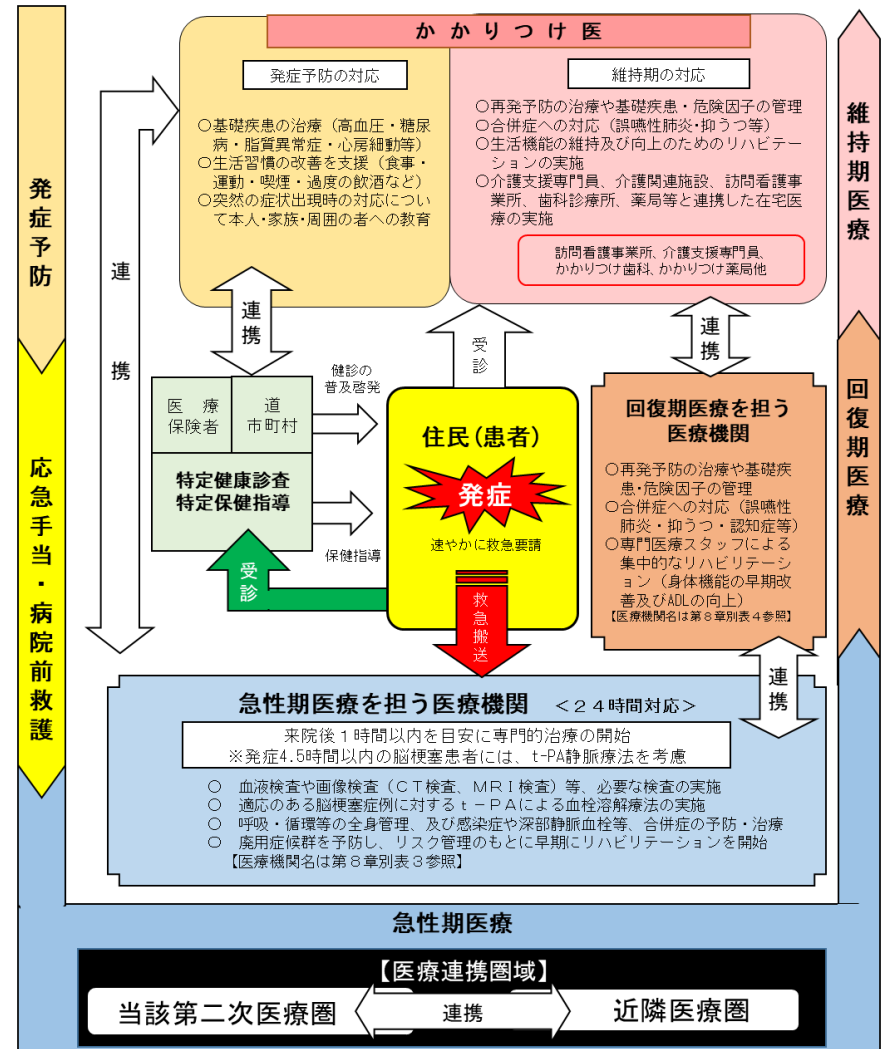 かかりつけ医
発症予防の対応
○基礎疾患の治療（高血圧・糖尿
病・脂質異常症・心房細動等）
○生活習慣の改善を支援（食事・
運動・喫煙・過度の飲酒など）
○突然の症状出現時の対応につい
て本人・家族・周囲の者への教育
維持期の対応
○再発予防の治療や基礎疾患・危険因子の管理
○合併症への対応（誤嚥性肺炎・抑うつ等）
○生活機能の維持及び向上のためのリハビテー
ションの実施
○介護支援専門員、介護関連施設、訪問看護事
業所、歯科診療所、薬局等と連携した在宅医
療の実施
訪問看護事業所、介護支援専門員、
かかりつけ歯科、かかりつけ薬局他
発症予防
応急手当・病院前救護
維持期医療
回復期医療
連携
連携
受診
連携
医療
保険者
道
市町村
特定健康診査
特定保健指導
健診の
普及啓発
保健指導
受診
住民（患者）
発症
速やかに救急要請
救急搬送
回復期医療を担う
医療機関
○再発予防の治療や基礎疾
患・危険因子の管理
○合併症への対応（誤嚥性
肺炎・抑うつ・認知症等）
○専門医療スタッフによる
集中的なリハビリテーシ
ョン（身体機能の早期改
善及びADLの向上）
【医療機関名は第８章別表４参照】
連携
急性期医療を担う医療機関 ＜２４時間対応＞
来院後１時間以内を目安に専門的治療の開始
※発症4.5時間以内の脳梗塞患者には、t-PA静脈療法を考慮
○ 血液検査や画像検査（ＣＴ検査、ＭＲＩ検査）等、必要な検査の実施
○ 適応のある脳梗塞症例に対するｔ－ＰＡによる血栓溶解療法の実施
○ 呼吸・循環等の全身管理、及び感染症や深部静脈血栓等、合併症の予防・治療
○ 廃用症候群を予防し、リスク管理のもとに早期にリハビリテーションを開始
【医療機関名は第８章別表３参照】
急性期医療
【医療連携圏域】
当該第二次医療圏
連携
近隣医療圏